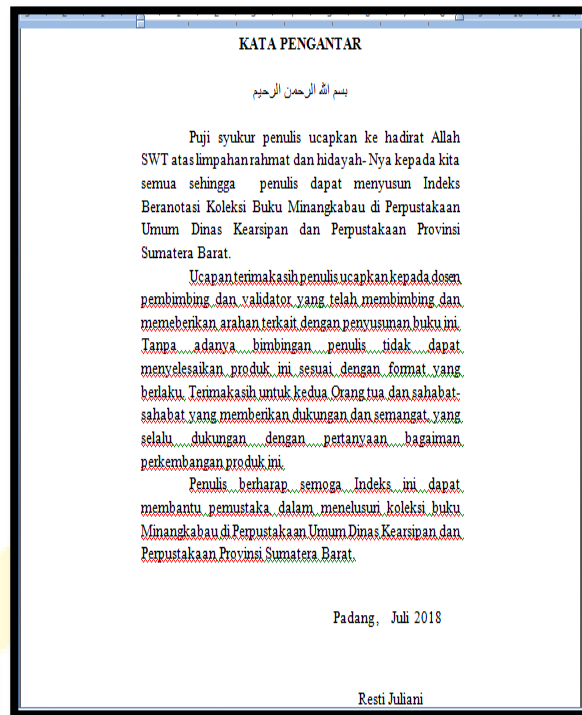 KATA PENGANTAR
بسم الله الرحمن الرحيم
Puji syukur penulis ucapkan ke hadirat Allah
SWT atas limpahan rahmat dan hidayah- Nya kepada kita
semua sehingga penulis dapat menyusun Indeks
Beranotasi Koleksi Buku Minangkabau di Perpustakaan
Umum Dinas Kearsipan dan Perpustakaan Provinsi
Sumatera Barat.
Ucapan terimakasih penulis ucapkan kepada dosen
pembimbing dan validator yang telah membimbing dan
memeberikan arahan terkait dengan penyusunan buku ini.
Tanpa adanya bimbingan penulis tidak dapat
menyelesaikan produk ini sesuai dengan format yang
berlaku. Terimakasih untuk kedua Orang tua dan sahabat-
sahabat yang memberikan dukungan dan semangat yang
selalu dukungan dengan pertanyaan bagaiman
perkembangan produk ini.
Penulis berharap semoga Indeks ini dapat
membantu pemustaka dalam menelusuri koleksi buku
Minangkabau di Perpustakaan Umum Dinas Kearsipan dan
Perpustakaan Provinsi Sumatera Barat.
Padang, Juli 2018
Resti Juliani